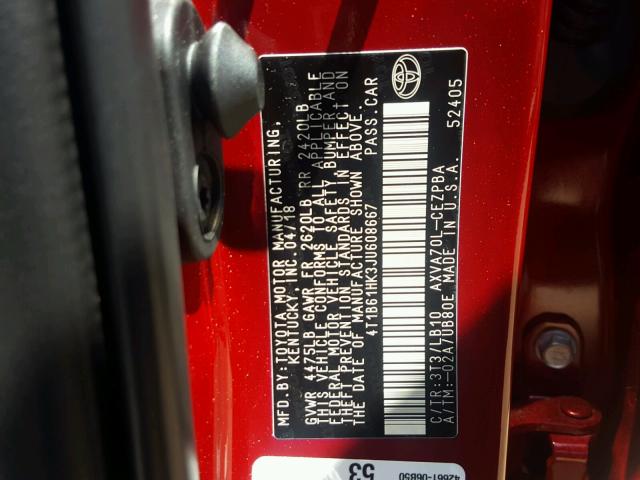 MFD.BY:TOYOTA MOTOR MANUFACTURING,
KENTUCKY,INC. 04/18
GVWR 4475LB GAWR FR 2620LB RR 2420LB
THIS VEHICLE CONFORMS TO ALL APPLICABLE
FEDERAL MOTOR VEHICLE SAFETY, BUMPER AND
THEFT PREVENTION STANDARDS IN EFFECT ON
THE DATE OF MANUFACTURE SHOWN ABOVE.
4T1B61HK3JU608667 PASS.CAR
C/TR:3T3/LB10 AXVA70L-CEZPBA
A/TM:-02A/UB80E MADE IN U.S.A. 52405
53
42661-06B50